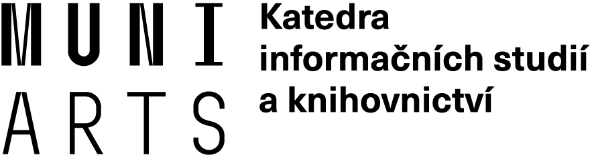 MUNI
ARTS
Katedra
informačních studií
a knihovnictví